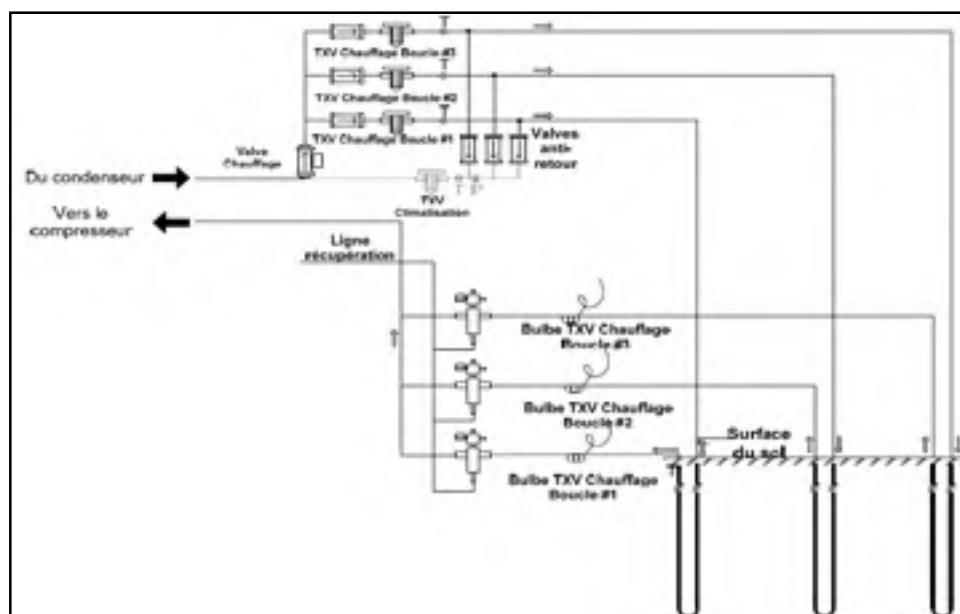 TXV Chauffage Boucle #3
TXV Chauffage Boucle #2
TXV Chauffage Boucle #1
Valve
Chauffage
Valves
anti-
retour
Du condenseur
TXV
Climatisation
Vers le
compresseur
Ligne
récupération
Bulbe TXV Chauffage
Boucle #3
Bulbe TXV Chauffage
Boucle #2
Surface
du sol
Bulbe TXV Chauffage
Boucle #1